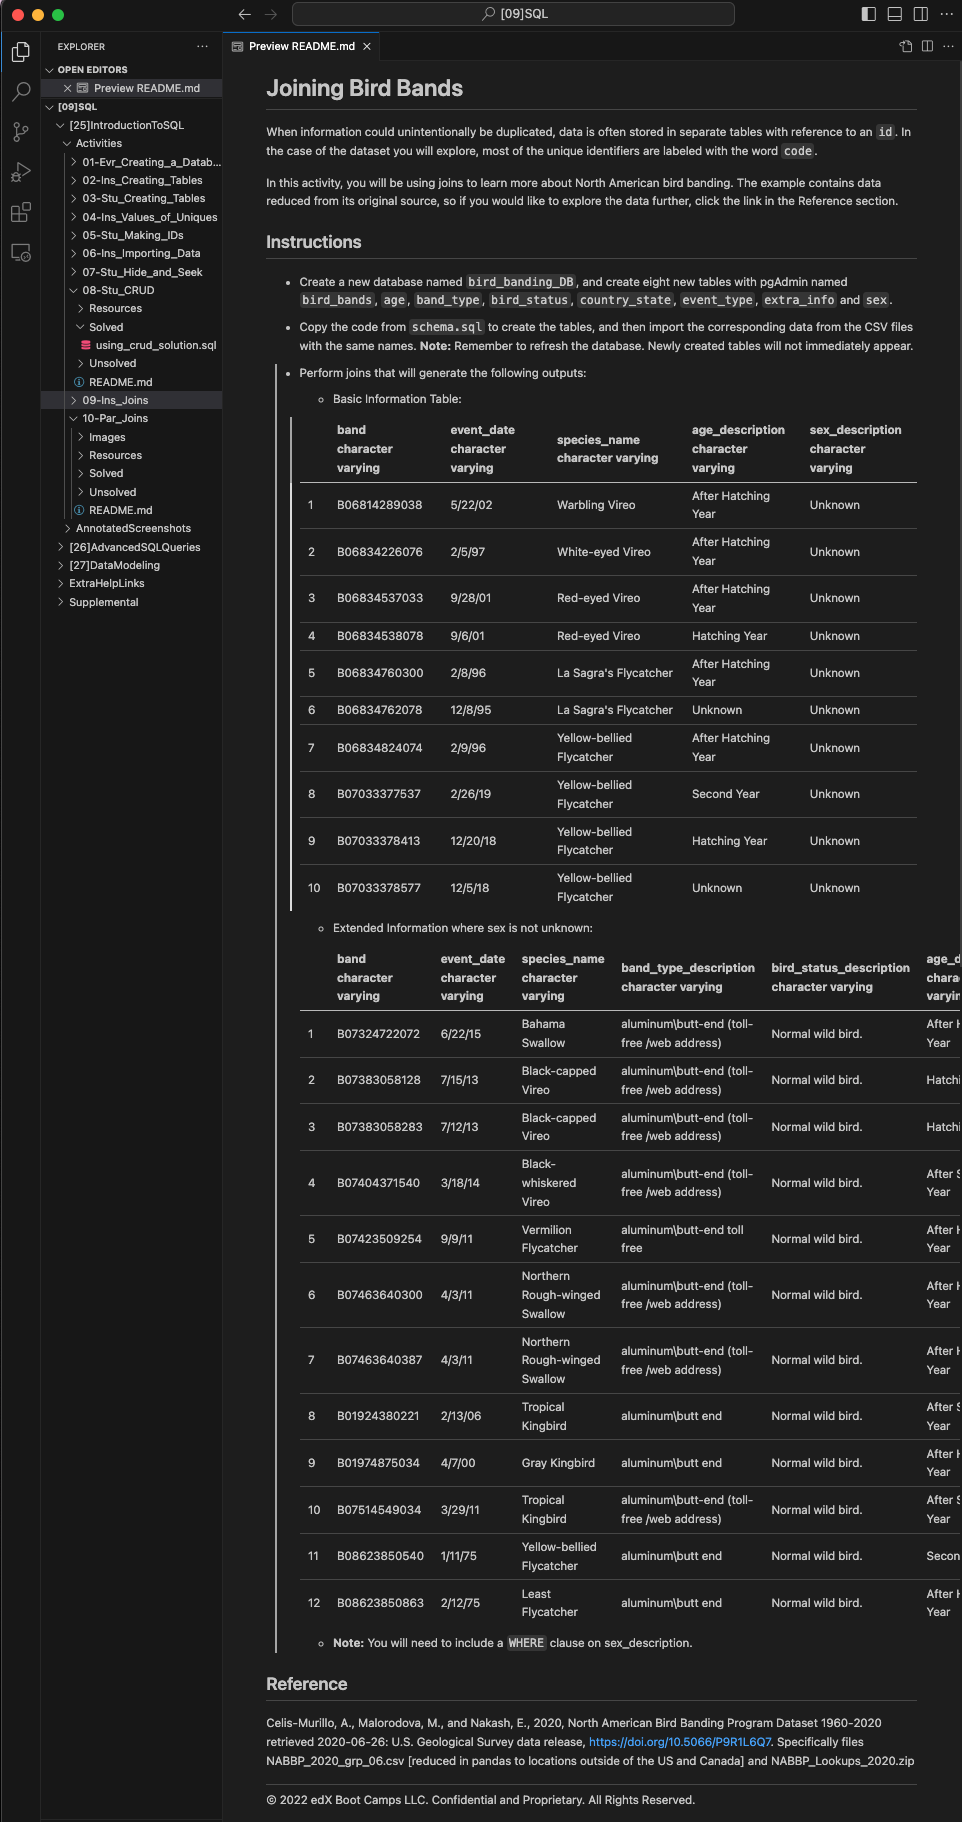 [09]SQL
EXPLORER
OPEN EDITORS
Preview README.md
[09]SQL
[25]IntroductionToSQL
Activities
01-Evr_Creating_a_Datab...
02-Ins_Creating_Tables
03-Stu_Creating_Tables
04-Ins_Values_of_Uniques
05-Stu_Making_IDs
06-Ins_Importing_Data
07-Stu_Hide_and_Seek
08-Stu_CRUD
Resources
Solved
using_crud_solution.sql
Unsolved
README.md
09-Ins_Joins
10-Par_Joins
Images
Resources
Solved
Unsolved
README.md
AnnotatedScreenshots
[26]AdvancedSQLQueries
[27]DataModeling
ExtraHelpLinks
Supplemental
Preview README.md
Joining Bird Bands
When information could unintentionally be duplicated, data is often stored in separate tables with reference to an id. In
the case of the dataset you will explore, most of the unique identifiers are labeled with the word code.
In this activity, you will be using joins to learn more about North American bird banding. The example contains data
reduced from its original source, so if you would like to explore the data further, click the link in the Reference section.
Instructions
• Create a new database named bird_banding_DB, and create eight new tables with pgAdmin named
bird_bands, age, band_type, bird_status, country_state, event_type, extra_info and sex.
• Copy the code from schema.sql to create the tables, and then import the corresponding data from the CSV files
with the same names. Note: Remember to refresh the database. Newly created tables will not immediately appear.
• Perform joins that will generate the following outputs:
○ Basic Information Table:
band character varying event_date character varying species_name character varying age_description character varying sex_description character varying
1 B06814289038 5/22/02 Warbling Vireo After Hatching Year Unknown
2 B06834226076 2/5/97 White-eyed Vireo After Hatching Year Unknown
3 B06834537033 9/28/01 Red-eyed Vireo After Hatching Year Unknown
4 B06834538078 9/6/01 Red-eyed Vireo Hatching Year Unknown
5 B06834760300 2/8/96 La Sagra's Flycatcher After Hatching Year Unknown
6 B06834762078 12/8/95 La Sagra's Flycatcher Unknown Unknown
7 B06834824074 2/9/96 Yellow-bellied Flycatcher After Hatching Year Unknown
8 B07033377537 2/26/19 Yellow-bellied Flycatcher Second Year Unknown
9 B07033378413 12/20/18 Yellow-bellied Flycatcher Hatching Year Unknown
10 B07033378577 12/5/18 Yellow-bellied Flycatcher Unknown Unknown
○ Extended Information where sex is not unknown:
band character varying event_date character varying species_name character varying band_type_description character varying bird_status_description character varying age_d chara varyin
1 B07324722072 6/22/15 Bahama Swallow aluminum\butt-end (toll-free /web address) Normal wild bird. After H Year
2 B07383058128 7/15/13 Black-capped Vireo aluminum\butt-end (toll-free /web address) Normal wild bird. Hatchi
3 B07383058283 7/12/13 Black-capped Vireo aluminum\butt-end (toll-free /web address) Normal wild bird. Hatchi
4 B07404371540 3/18/14 Black-whiskered Vireo aluminum\butt-end (toll-free /web address) Normal wild bird. After S Year
5 B07423509254 9/9/11 Vermilion Flycatcher aluminum\butt-end toll free Normal wild bird. After H Year
6 B07463640300 4/3/11 Northern Rough-winged Swallow aluminum\butt-end (toll-free /web address) Normal wild bird. After H Year
7 B07463640387 4/3/11 Northern Rough-winged Swallow aluminum\butt-end (toll-free /web address) Normal wild bird. After H Year
8 B01924380221 2/13/06 Tropical Kingbird aluminum\butt end Normal wild bird. After S Year
9 B01974875034 4/7/00 Gray Kingbird aluminum\butt end Normal wild bird. After H Year
10 B07514549034 3/29/11 Tropical Kingbird aluminum\butt-end (toll-free /web address) Normal wild bird. After S Year
11 B08623850540 1/11/75 Yellow-bellied Flycatcher aluminum\butt end Normal wild bird. Secon
12 B08623850863 2/12/75 Least Flycatcher aluminum\butt end Normal wild bird. After H Year
○ Note: You will need to include a WHERE clause on sex_description.
Reference
Celis-Murillo, A., Malorodova, M., and Nakash, E., 2020, North American Bird Banding Program Dataset 1960-2020
retrieved 2020-06-26: U.S. Geological Survey data release, https://doi.org/10.5066/P9R1L6Q7. Specifically files
NABBP_2020_grp_06.csv [reduced in pandas to locations outside of the US and Canada] and NABBP_Lookups_2020.zip
© 2022 edX Boot Camps LLC. Confidential and Proprietary. All Rights Reserved.